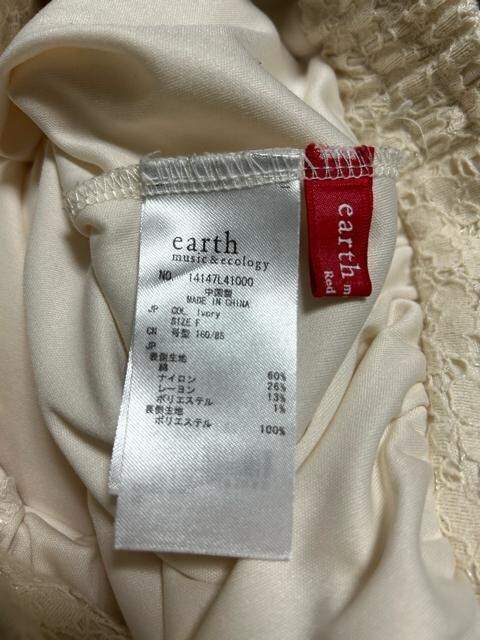 earth
music & ecology
NO. 14147L41000
中国製
MADE IN CHINA
JP COL. Ivory
SIZE F
CN 号型 160/85
JP
表側生地
綿 60%
ナイロン 26%
レーヨン 13%
ポリエステル 1%
裏側生地
ポリエステル 100%
earth
m
Red